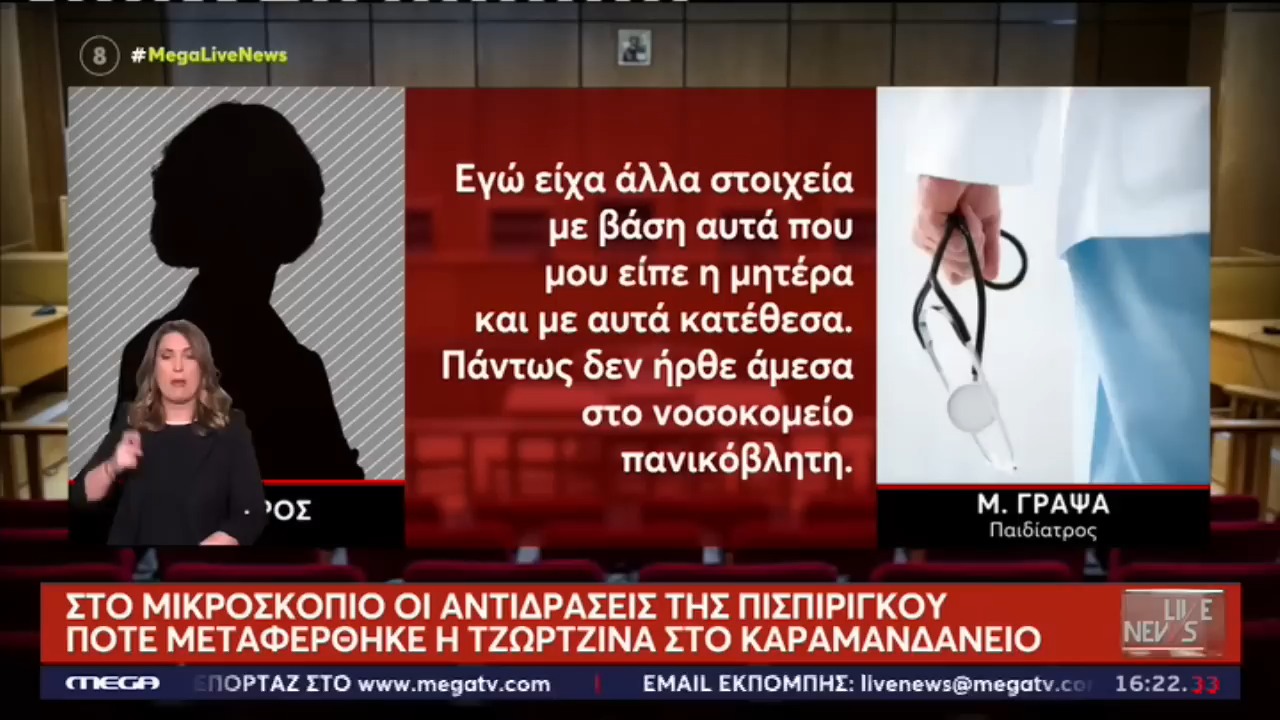 8 #MegaLiveNews
Εγώ είχα άλλα στοιχεία
με βάση αυτά που
μου είπε η μητέρα
και με αυτά κατέθεσα.
Πάντως δεν ήρθε άμεσα
στο νοσοκομείο
πανικόβλητη.
Μ. ΓΡΑΨΑ
Παιδίατρος
ΣΤΟ ΜΙΚΡΟΣΚΟΠΙΟ ΟΙ ΑΝΤΙΔΡΑΣΕΙΣ ΤΗΣ ΠΙΣΠΙΡΙΓΚΟΥ
ΠΟΤΕ ΜΕΤΑΦΕΡΘΗΚΕ Η ΤΖΩΡΤΖΙΝΑ ΣΤΟ ΚΑΡΑΜΑΝΔΑΝΕΙΟ
LIVE
NEWS
MEGA ΕΠΟΡΤΑΖ ΣΤΟ www.megatv.com | EMAIL ΕΚΠΟΜΠΗΣ: livenews@megatv.co 16:22.33